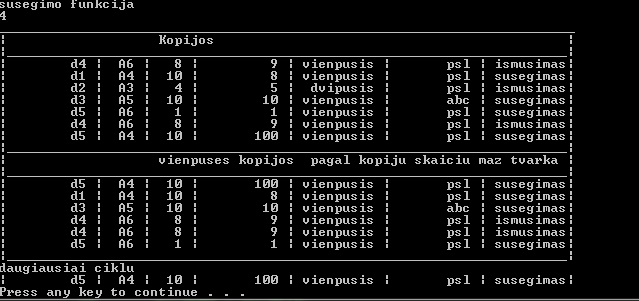 susegimo funkcija
4
Kopijos
d4 ¦ A6 ¦ 8 ¦ 9 ¦ vienpusis ¦ psl ¦ ismusimas¦
d1 ¦ A4 ¦ 10 ¦ 8 ¦ vienpusis ¦ psl ¦ susegimas¦
d2 ¦ A3 ¦ 4 ¦ 5 ¦ dvipusis ¦ psl ¦ ismusimas¦
d3 ¦ A5 ¦ 10 ¦ 10 ¦ vienpusis ¦ abc ¦ susegimas¦
d5 ¦ A6 ¦ 1 ¦ 1 ¦ vienpusis ¦ psl ¦ susegimas¦
d4 ¦ A6 ¦ 8 ¦ 9 ¦ vienpusis ¦ psl ¦ ismusimas¦
d5 ¦ A4 ¦ 10 ¦ 100 ¦ vienpusis ¦ psl ¦ susegimas¦
vienpuses kopijos pagal kopiju skaiciu maz tvarka
d5 ¦ A4 ¦ 10 ¦ 100 ¦ vienpusis ¦ psl ¦ susegimas¦
d1 ¦ A4 ¦ 10 ¦ 8 ¦ vienpusis ¦ psl ¦ susegimas¦
d3 ¦ A5 ¦ 10 ¦ 10 ¦ vienpusis ¦ abc ¦ susegimas¦
d4 ¦ A6 ¦ 8 ¦ 9 ¦ vienpusis ¦ psl ¦ ismusimas¦
d4 ¦ A6 ¦ 8 ¦ 9 ¦ vienpusis ¦ psl ¦ ismusimas¦
d5 ¦ A6 ¦ 1 ¦ 1 ¦ vienpusis ¦ psl ¦ susegimas¦
daugiausiai ciklu
¦ d5 ¦ A4 ¦ 10 ¦ 100 ¦ vienpusis ¦ psl ¦ susegimas¦
Press any key to continue . . .